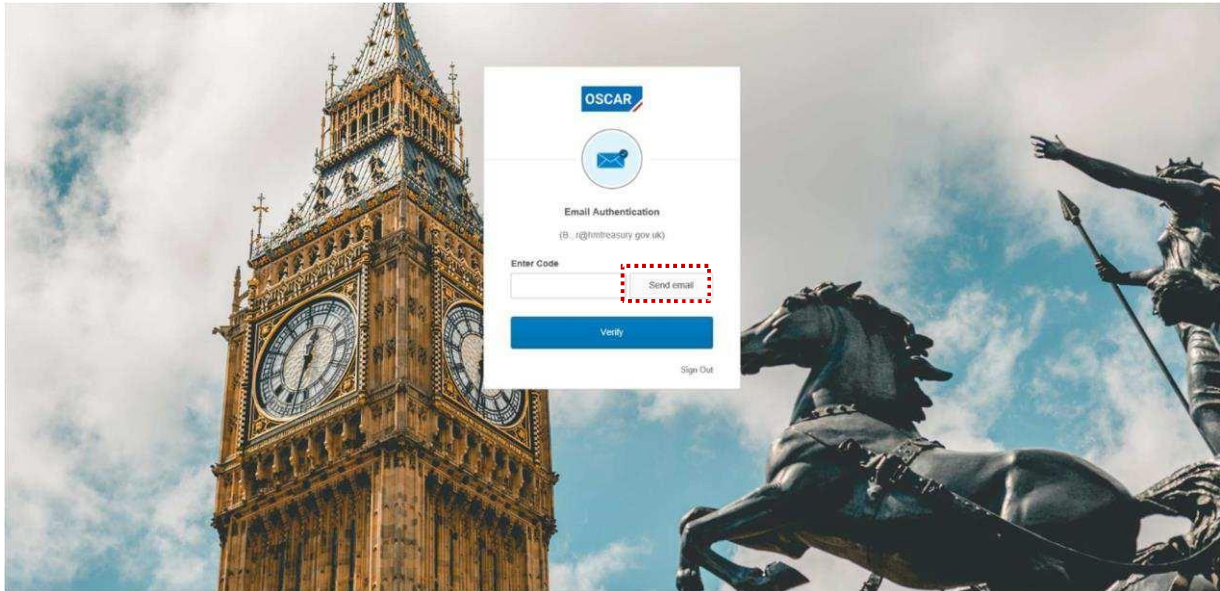 OSCAR
Email Authentication
(B...r@hmtreasury.gov.uk)
Enter Code
Send email
Verify
Sign Out